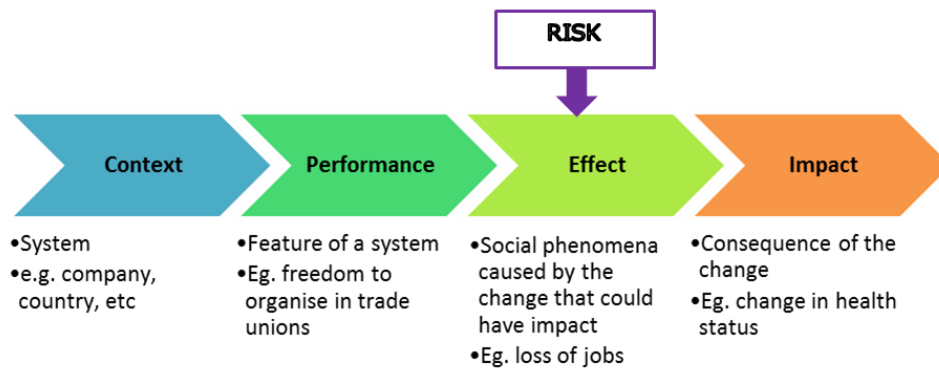 RISK
Context
Performance
Effect
Impact
•System
•e.g. company,
country, etc
•Feature of a system
•Eg. freedom to
organise in trade
unions
•Social phenomena
caused by the
change that could
have impact
•Eg. loss of jobs
•Consequence of the
change
•Eg. change in health
status